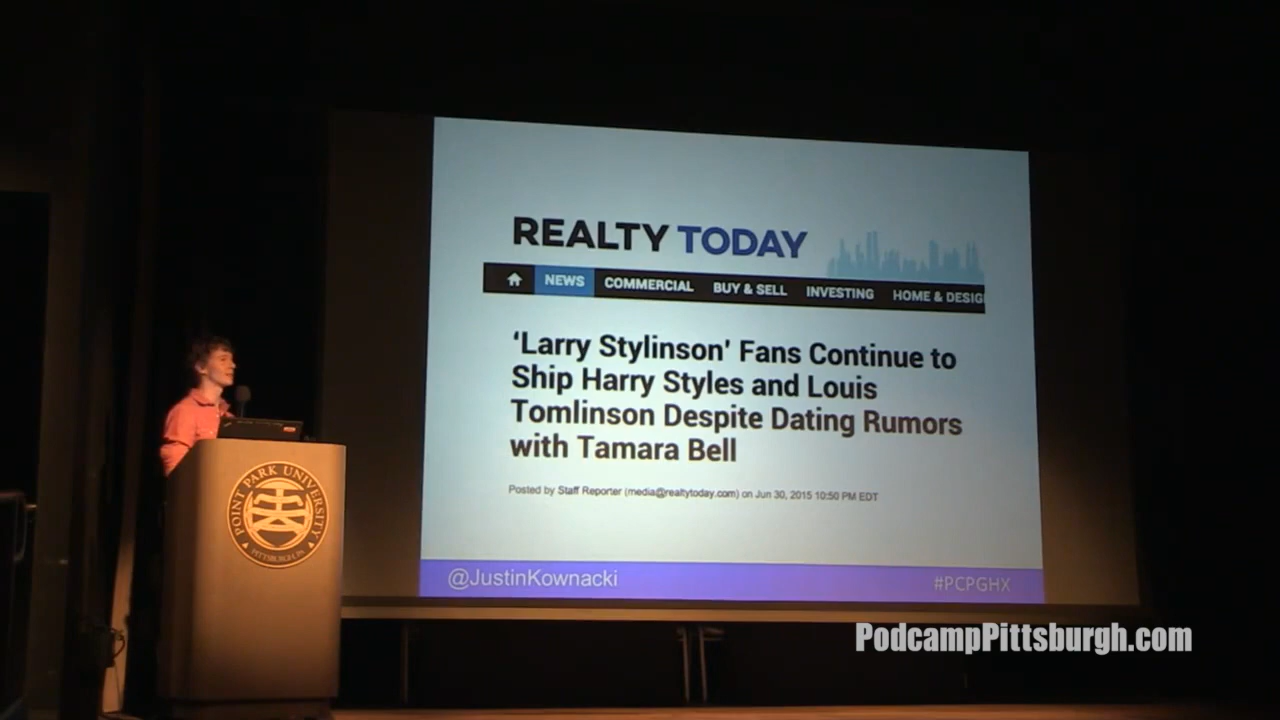 REALTY TODAY
NEWS COMMERCIAL BUY & SELL INVESTING HOME & DESIG
‘Larry Stylinson’ Fans Continue to
Ship Harry Styles and Louis
Tomlinson Despite Dating Rumors
with Tamara Bell
Posted by Staff Reporter (media@realtytoday.com) on Jun 30, 2015 10:50 PM EDT
@JustinKownacki
#PCPGHX
POINT PARK UNIVERSITY
PITTSBURGH, PA
PodcampPittsburgh.com